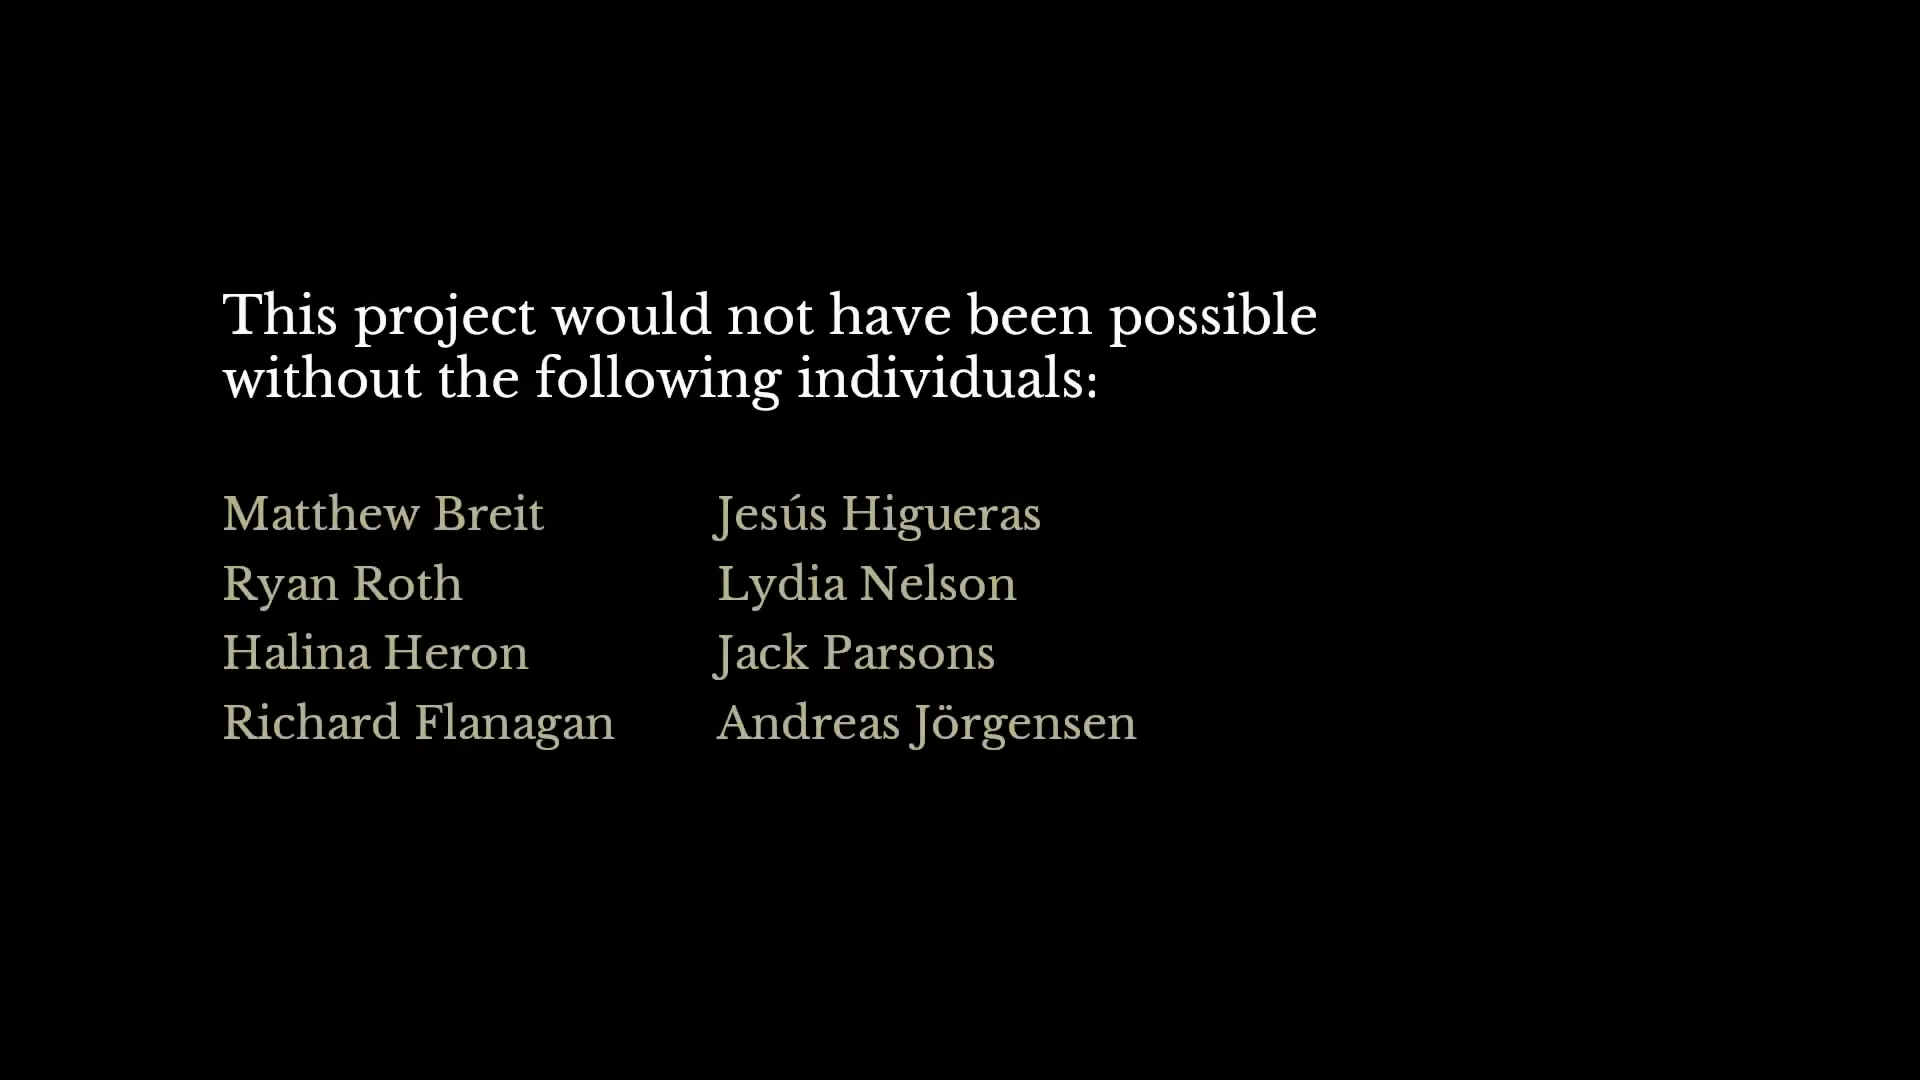 This project would not have been possible
without the following individuals:
Matthew Breit
Ryan Roth
Halina Heron
Richard Flanagan
Jesús Higueras
Lydia Nelson
Jack Parsons
Andreas Jörgensen